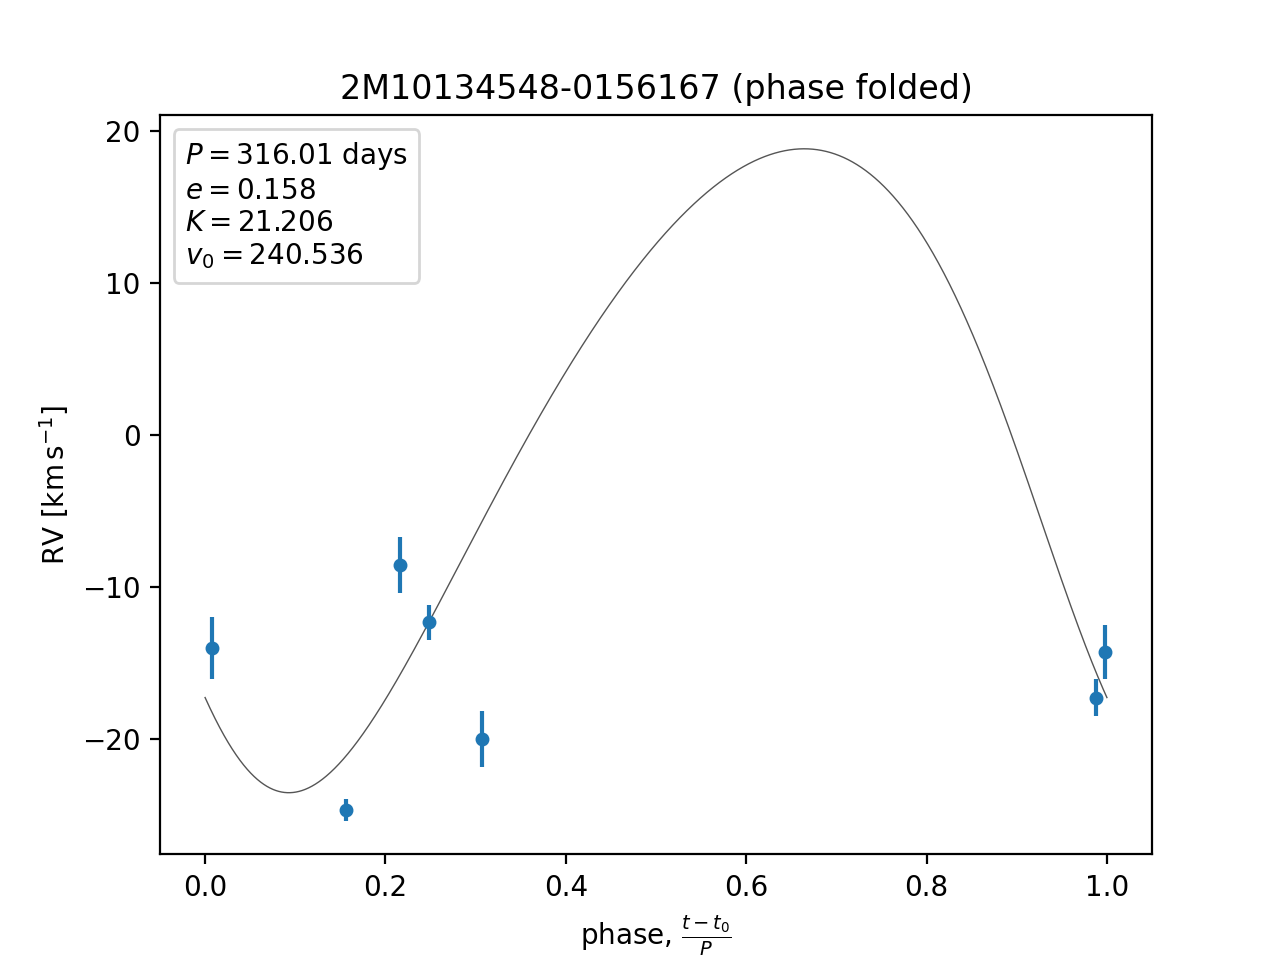 2M10134548-0156167 (phase folded)
P = 316.01 days
e = 0.158
K = 21.206
v₀ = 240.536
20
10
0
−10
−20
RV [km s⁻¹]
0.0 0.2 0.4 0.6 0.8 1.0
phase, (t − t₀)/P